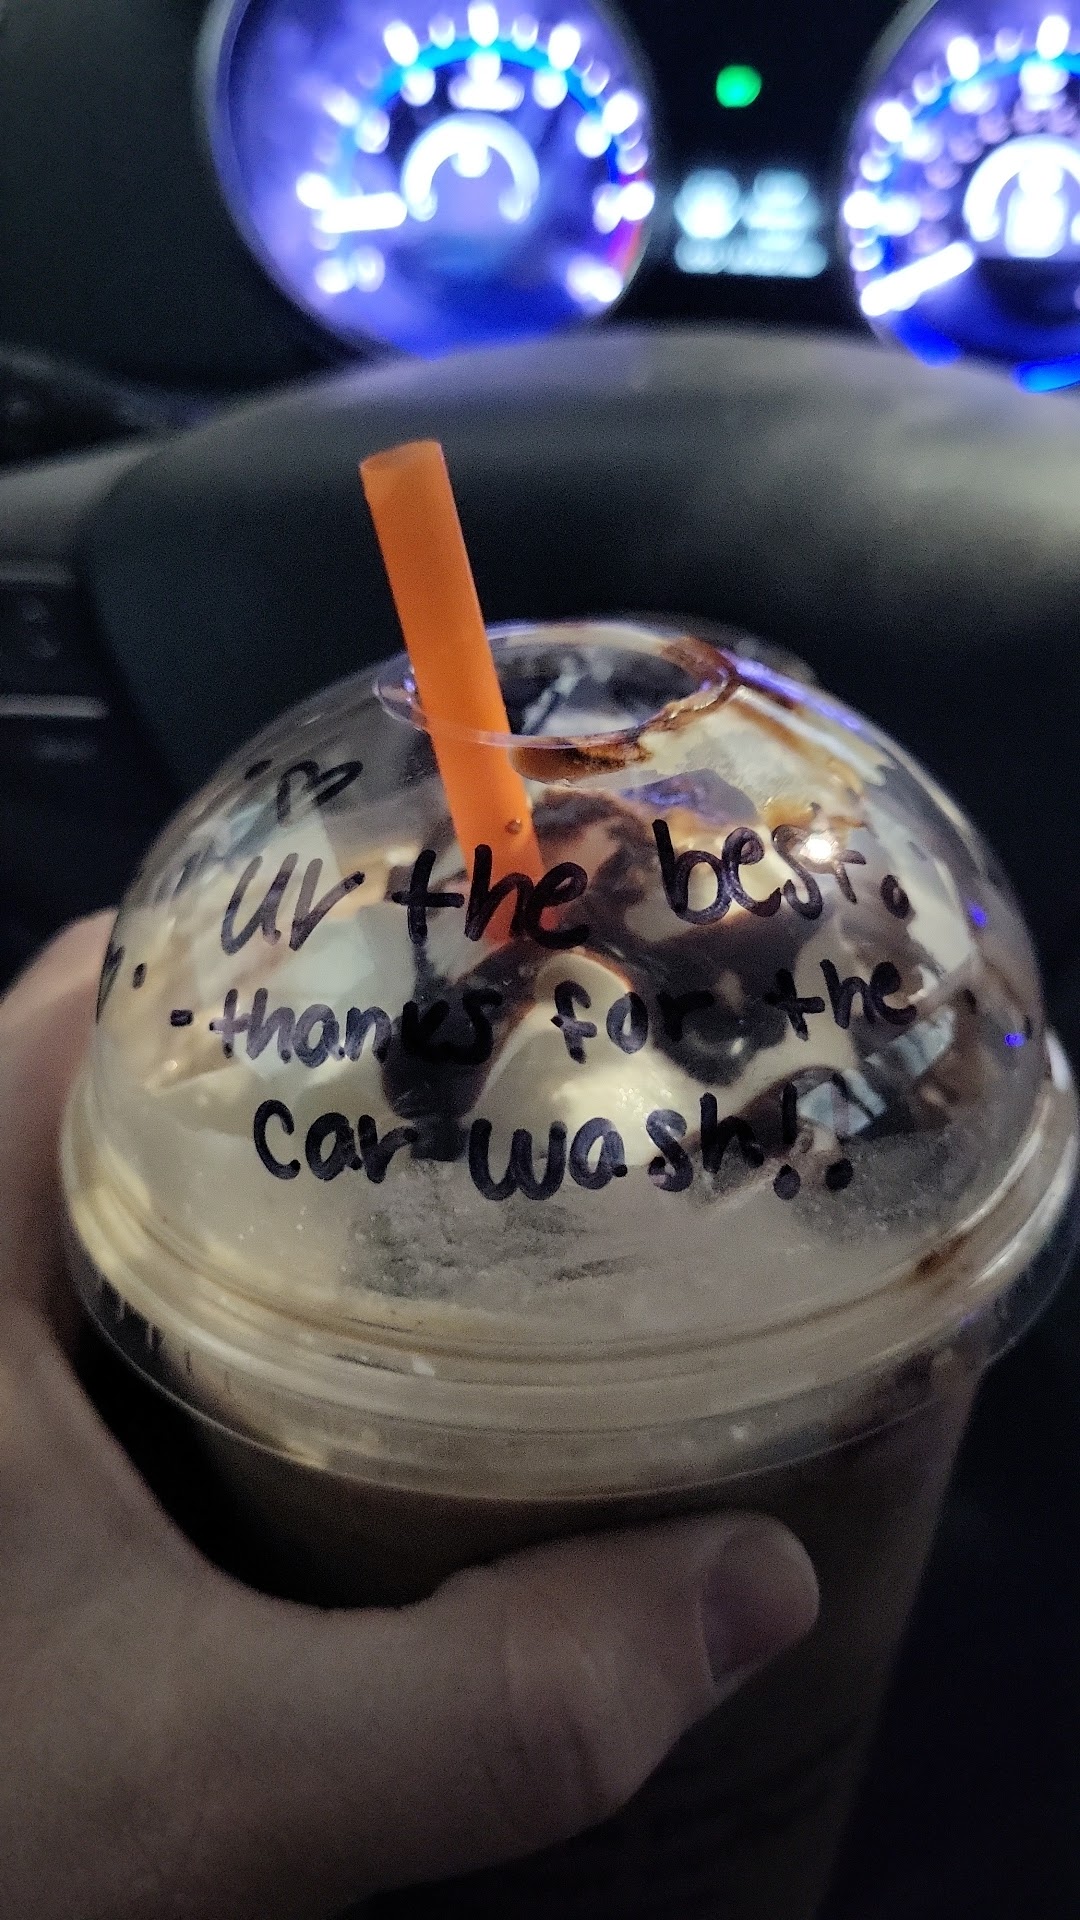 ur the best.
-thanks for the
car wash!!